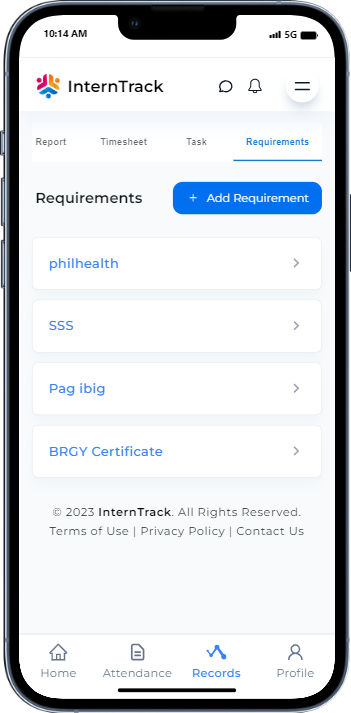 10:14 AM 5G
InternTrack
Report Timesheet Task Requirements
Requirements + Add Requirement
philhealth
SSS
Pag ibig
BRGY Certificate
© 2023 InternTrack. All Rights Reserved.
Terms of Use | Privacy Policy | Contact Us
Home Attendance Records Profile